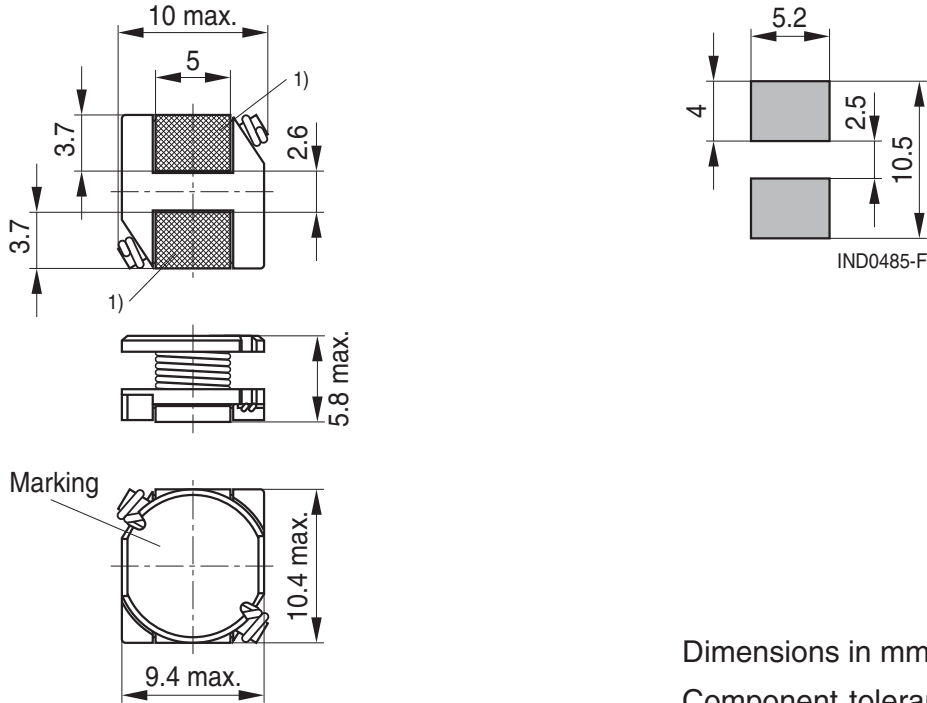 10 max.
5
1)
3.7
2.6
3.7
1)
5.8 max.
Marking
10.4 max.
9.4 max.
5.2
4
2.5
10.5
IND0485-F
Dimensions in mm